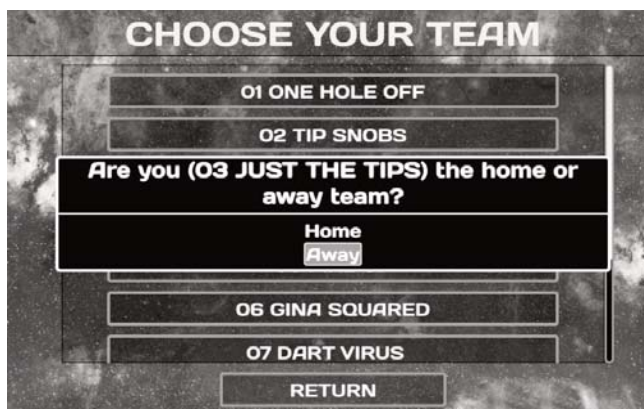 CHOOSE YOUR TEAM
01 ONE HOLE OFF
02 TIP SNOBS
Are you (03 JUST THE TIPS) the home or
away team?
Home
Away
06 GINA SQUARED
07 DART VIRUS
RETURN